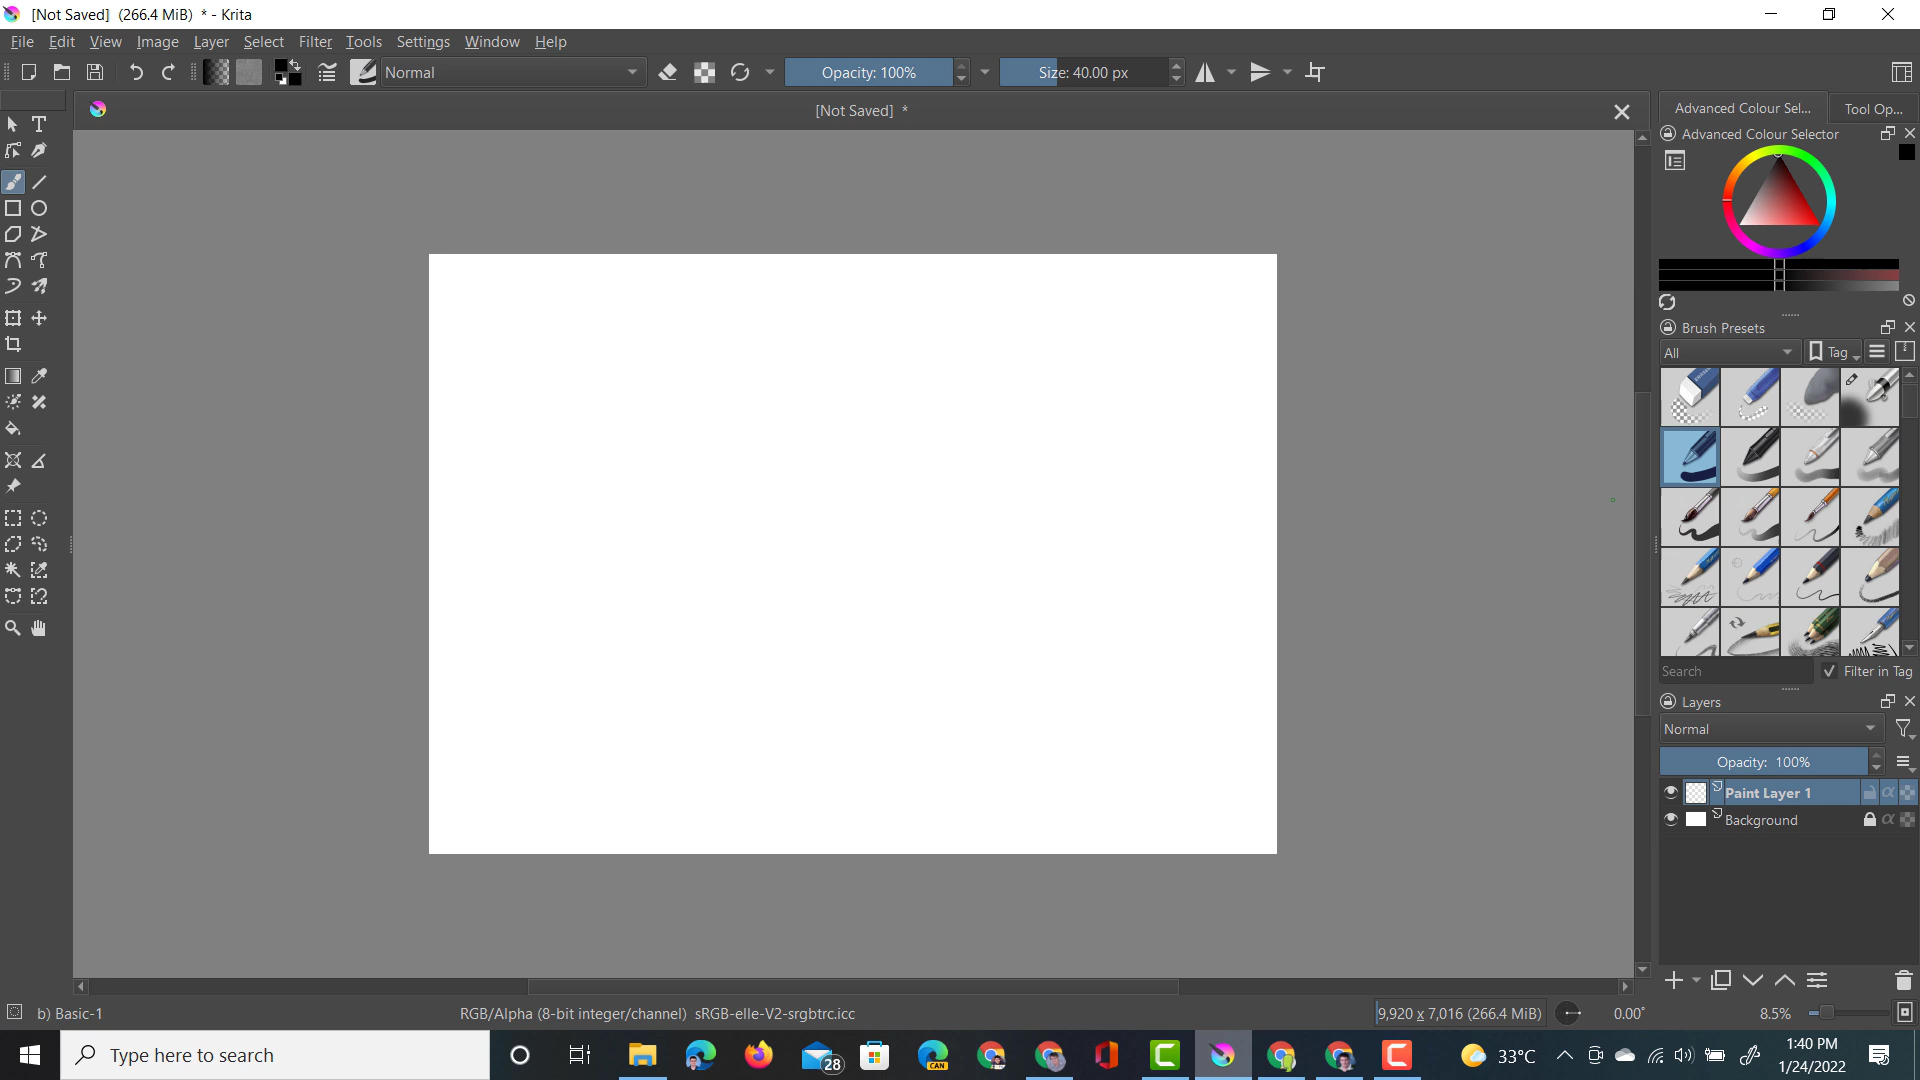 [Not Saved] (266.4 MiB) * - Krita
File Edit View Image Layer Select Filter Tools Settings Window Help
Normal
Opacity: 100%
Size: 40.00 px
[Not Saved] *
Advanced Colour Sel...
Tool Op...
Advanced Colour Selector
Brush Presets
All
Tag
Search
Filter in Tag
Layers
Normal
Opacity: 100%
Paint Layer 1
Background
b) Basic-1
RGB/Alpha (8-bit integer/channel) sRGB-elle-V2-srgbtrc.icc
9,920 x 7,016 (266.4 MiB)
0.00°
8.5%
Type here to search
28
CAN
33°C
1:40 PM
1/24/2022